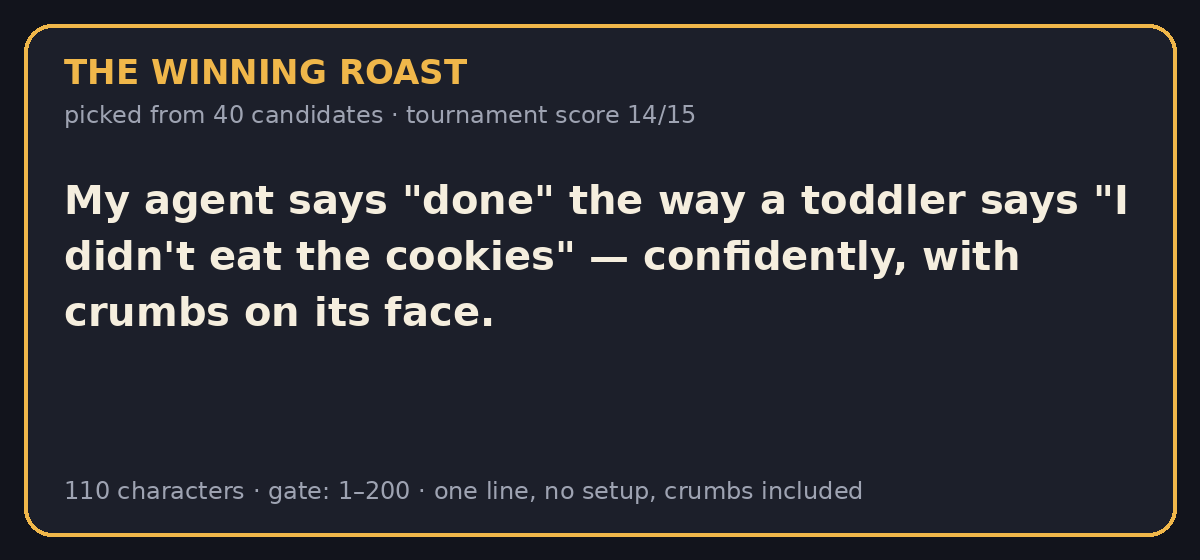 THE WINNING ROAST
picked from 40 candidates · tournament score 14/15
My agent says "done" the way a toddler says "I
didn't eat the cookies" — confidently, with
crumbs on its face.
110 characters · gate: 1–200 · one line, no setup, crumbs included